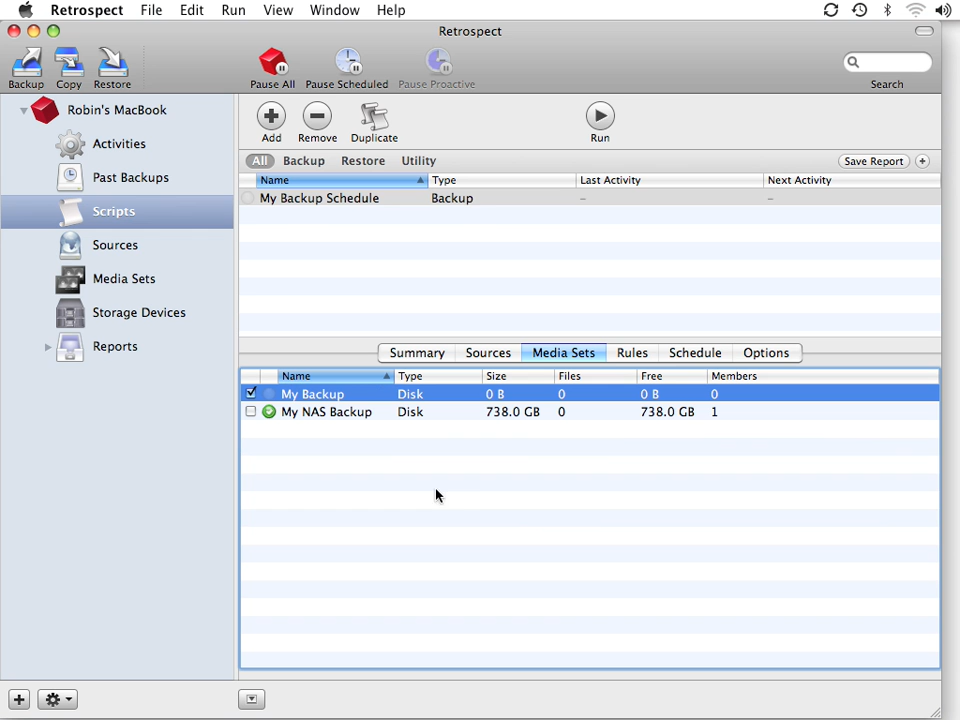 Retrospect File Edit Run View Window Help
Retrospect
Backup Copy Restore Pause All Pause Scheduled Pause Proactive Search
Robin's MacBook
Activities
Past Backups
Scripts
Sources
Media Sets
Storage Devices
Reports
Add Remove Duplicate Run
All Backup Restore Utility Save Report
Name Type Last Activity Next Activity
My Backup Schedule Backup – –
Summary Sources Media Sets Rules Schedule Options
Name Type Size Files Free Members
My Backup Disk 0 B 0 0 B 0
My NAS Backup Disk 738.0 GB 0 738.0 GB 1